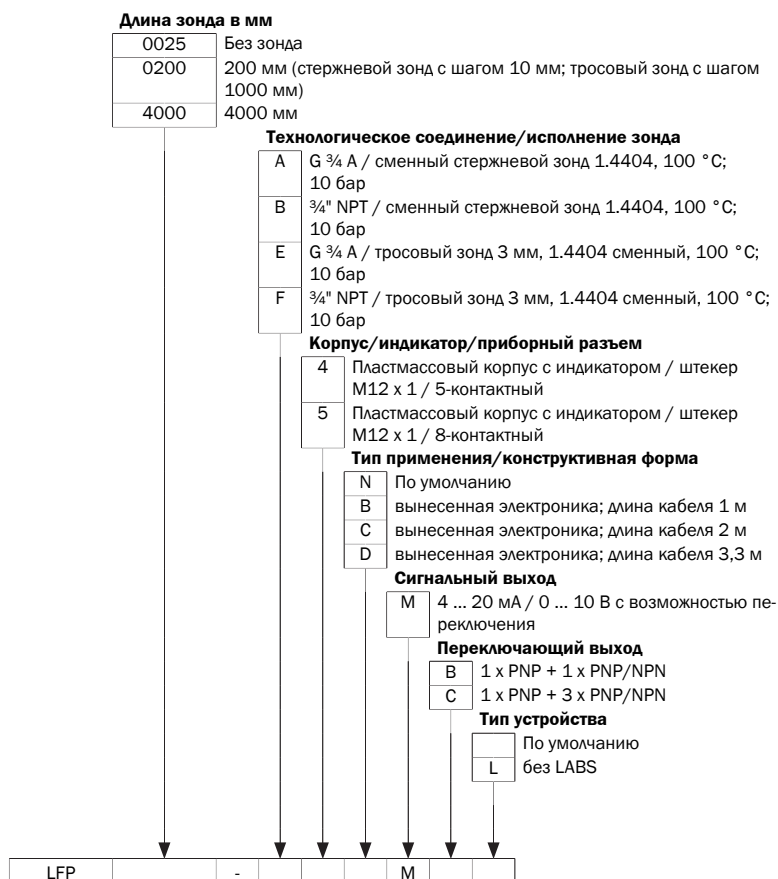 Длина зонда в мм
0025 Без зонда
0200 200 мм (стержневой зонд с шагом 10 мм; тросовый зонд с шагом
1000 мм)
4000 4000 мм
Технологическое соединение/исполнение зонда
A G ¾ A / сменный стержневой зонд 1.4404, 100 °C;
10 бар
B ¾" NPT / сменный стержневой зонд 1.4404, 100 °C;
10 бар
E G ¾ A / тросовый зонд 3 мм, 1.4404 сменный, 100 °C;
10 бар
F ¾" NPT / тросовый зонд 3 мм, 1.4404 сменный, 100 °C;
10 бар
Корпус/индикатор/приборный разъем
4 Пластмассовый корпус с индикатором / штекер
M12 x 1 / 5-контактный
5 Пластмассовый корпус с индикатором / штекер
M12 x 1 / 8-контактный
Тип применения/конструктивная форма
N По умолчанию
B вынесенная электроника; длина кабеля 1 м
C вынесенная электроника; длина кабеля 2 м
D вынесенная электроника; длина кабеля 3,3 м
Сигнальный выход
M 4 ... 20 мА / 0 ... 10 В с возможностью пе-
реключения
Переключающий выход
B 1 x PNP + 1 x PNP/NPN
C 1 x PNP + 3 x PNP/NPN
Тип устройства
По умолчанию
L без LABS
LFP - M